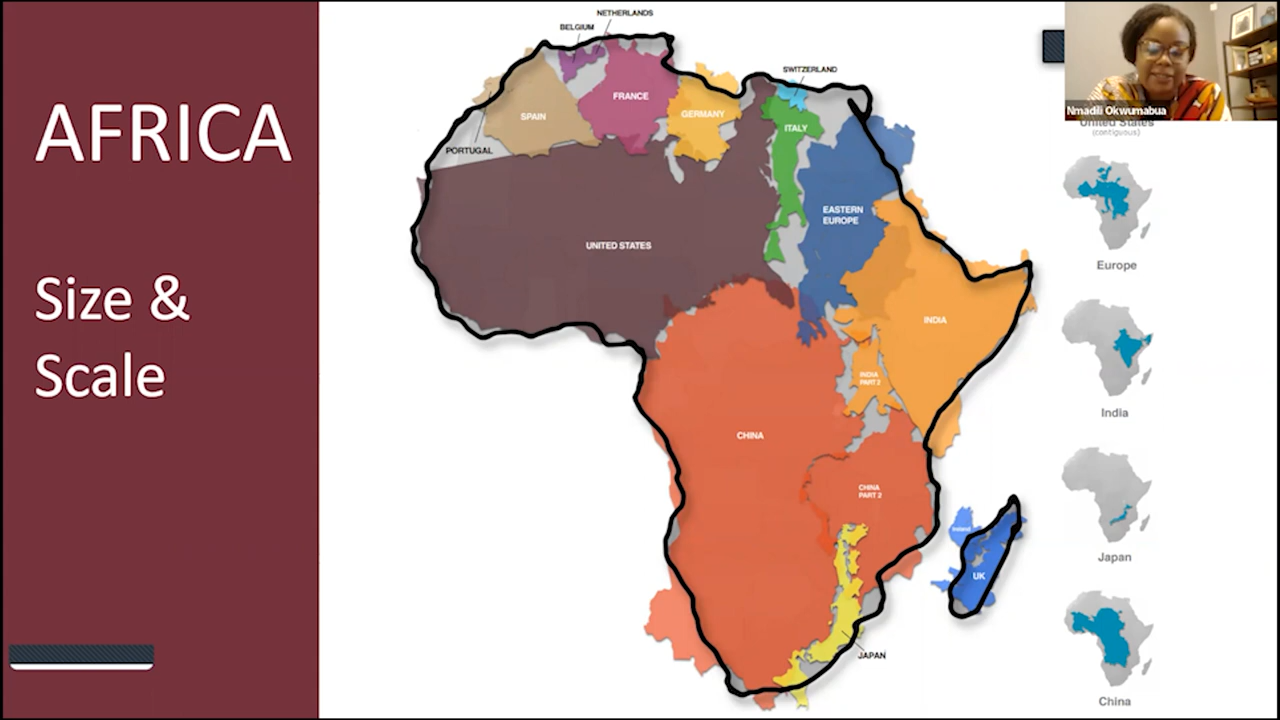 AFRICA
Size &
Scale
NETHERLANDS
BELGIUM
SWITZERLAND
FRANCE
SPAIN
GERMANY
ITALY
PORTUGAL
EASTERN
EUROPE
UNITED STATES
INDIA
INDIA
PART 2
CHINA
CHINA
PART 2
Ireland
UK
JAPAN
Nmadili Okwumabua
United States
(contiguous)
Europe
India
Japan
China